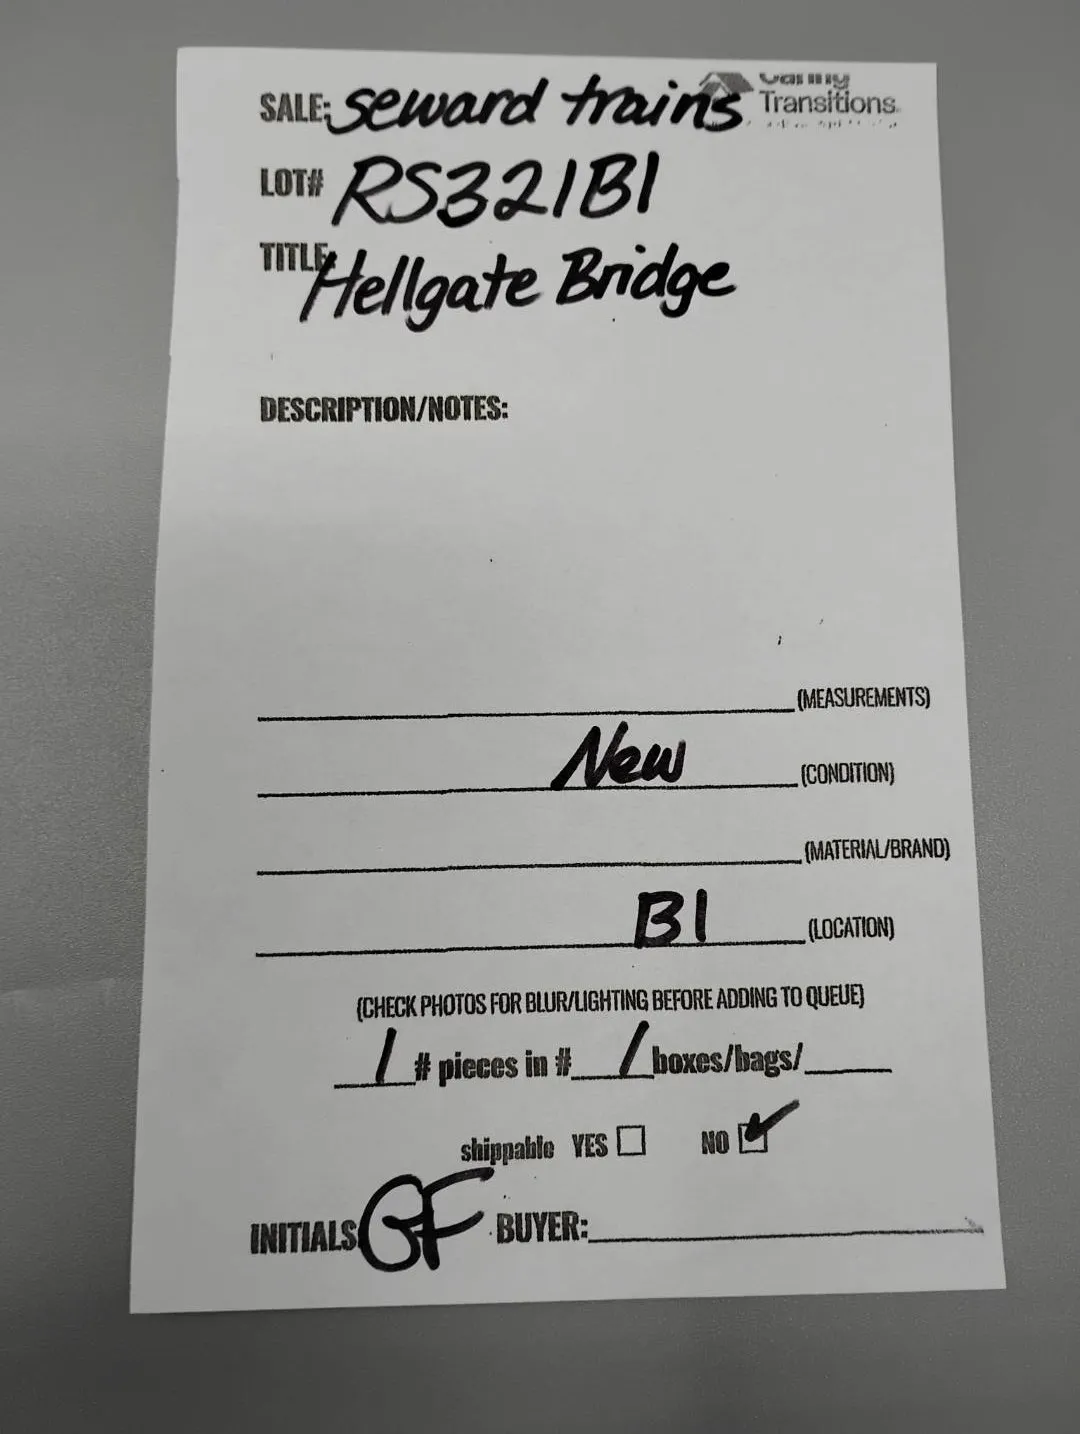 SALE: seward trains
Transitions
LOT# RS321B1
TITLE Hellgate Bridge
DESCRIPTION/NOTES:
(MEASUREMENTS)
New (CONDITION)
(MATERIAL/BRAND)
B1 (LOCATION)
(CHECK PHOTOS FOR BLUR/LIGHTING BEFORE ADDING TO QUEUE)
1 # pieces in # 1 boxes/bags/
shippable YES NO
INITIALS GF BUYER: